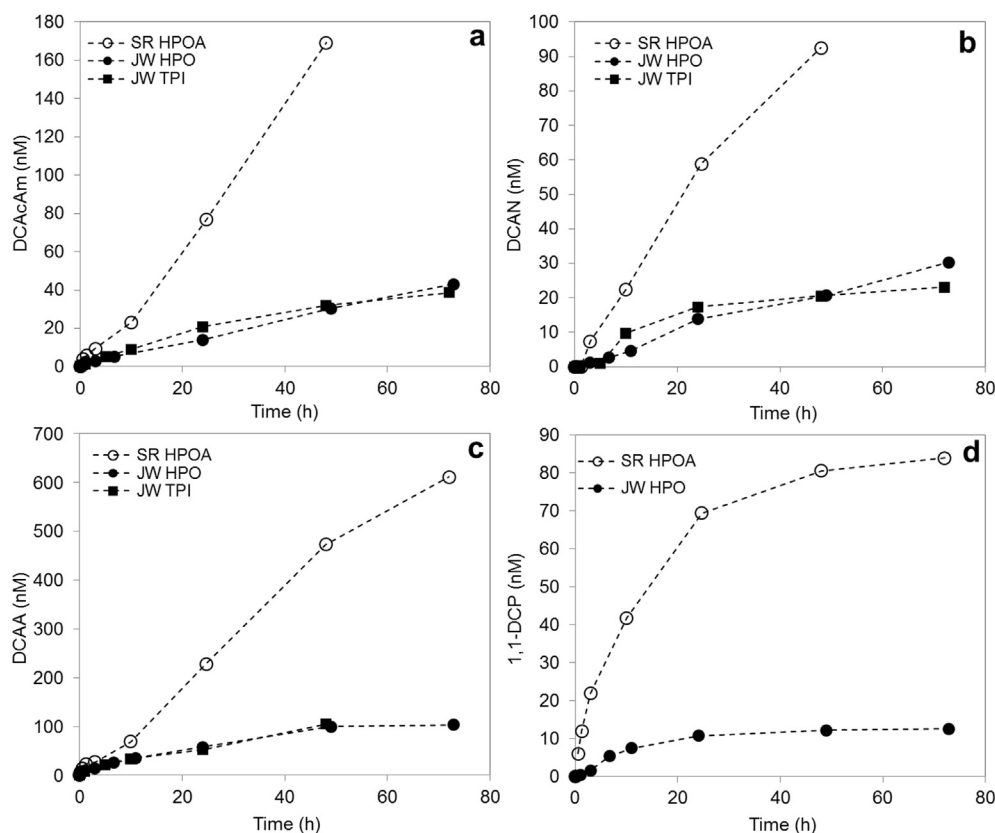 a
SR HPOA
JW HPO
JW TPI
DCAcAm (nM)
180
160
140
120
100
80
60
40
20
0
0 20 40 60 80
Time (h)
b
SR HPOA
JW HPO
JW TPI
DCAN (nM)
100
90
80
70
60
50
40
30
20
10
0
0 20 40 60 80
Time (h)
c
SR HPOA
JW HPO
JW TPI
DCAA (nM)
700
600
500
400
300
200
100
0
0 20 40 60 80
Time (h)
d
SR HPOA
JW HPO
1,1-DCP (nM)
90
80
70
60
50
40
30
20
10
0
0 20 40 60 80
Time (h)